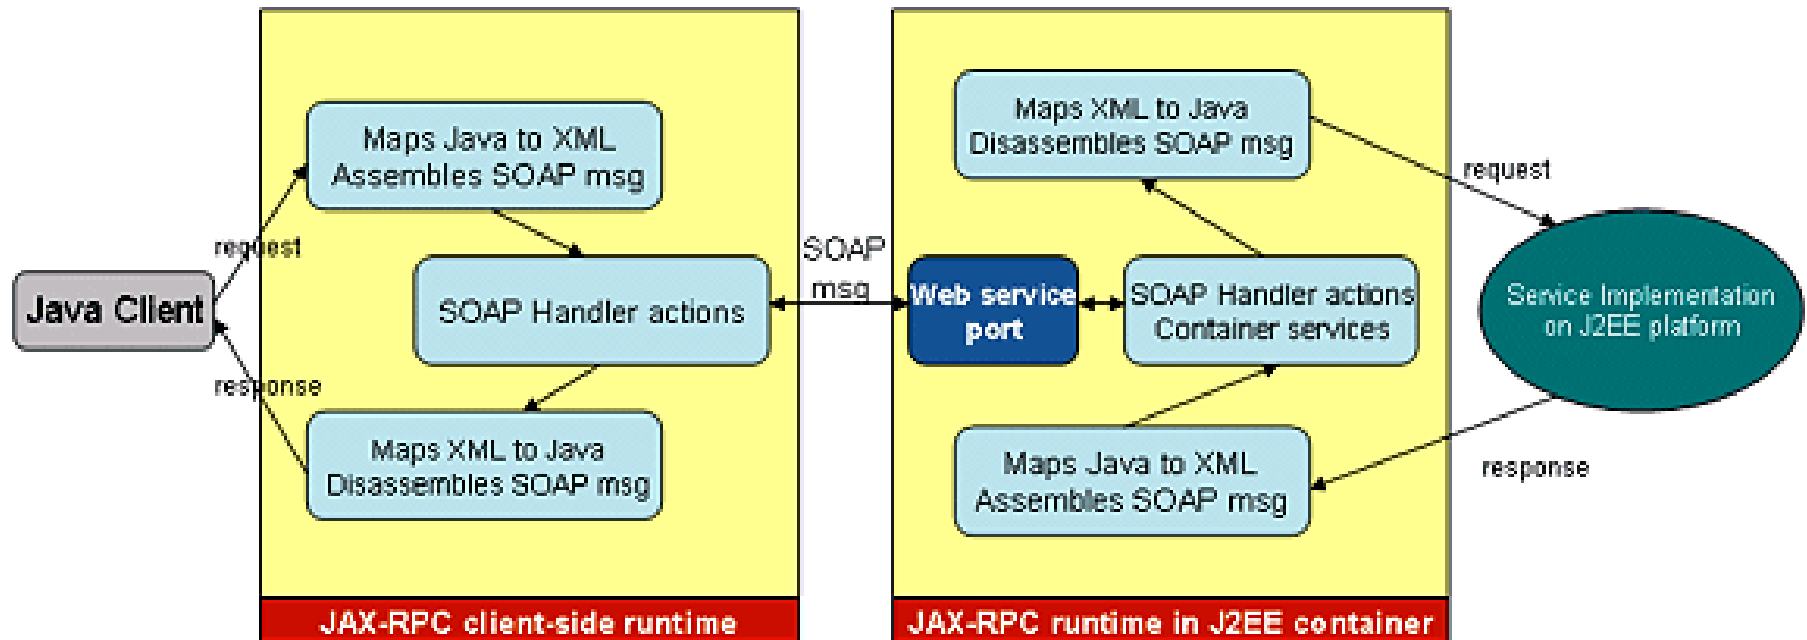 Maps Java to XML
Assembles SOAP msg
request
Java Client
SOAP Handler actions
response
Maps XML to Java
Disassembles SOAP msg
JAX-RPC client-side runtime
SOAP
msg
Maps XML to Java
Disassembles SOAP msg
request
Web service
port
SOAP Handler actions
Container services
Service Implementation
on J2EE platform
Maps Java to XML
Assembles SOAP msg
response
JAX-RPC runtime in J2EE container